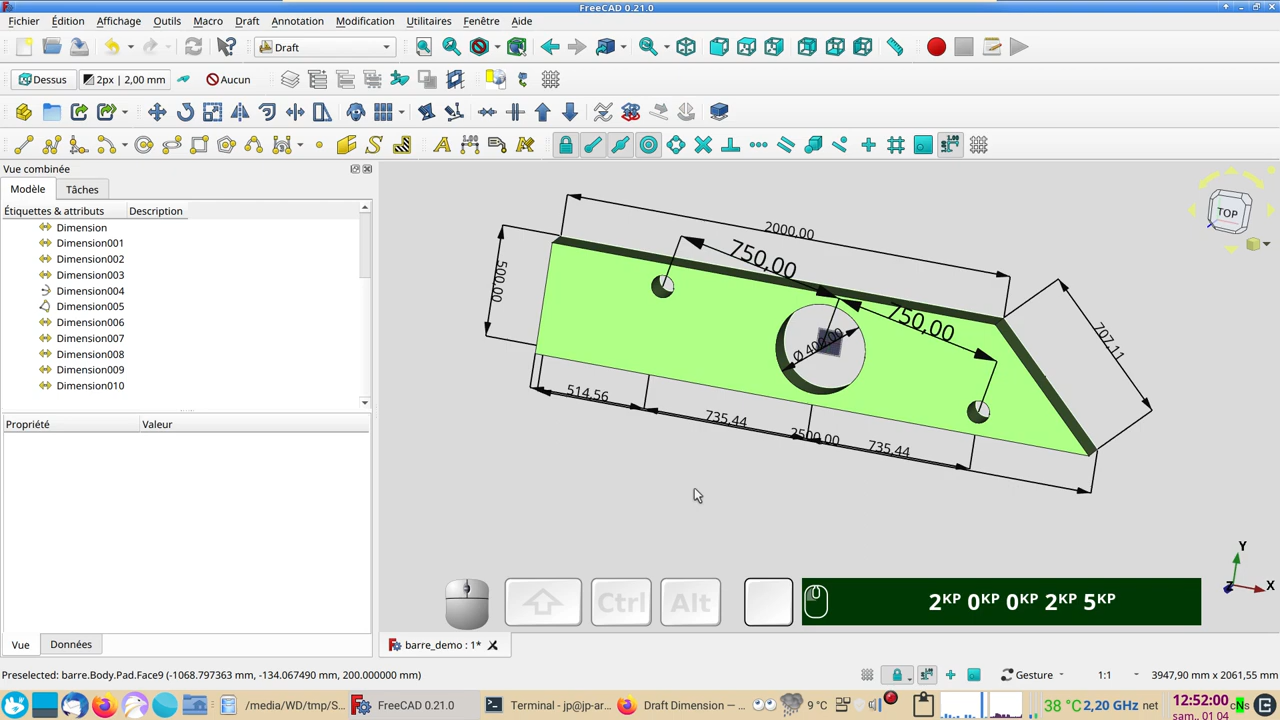 FreeCAD 0.21.0
Fichier Édition Affichage Outils Macro Draft Annotation Modification Utilitaires Fenêtre Aide
Draft
Dessus 2px | 2,00 mm Aucun
Vue combinée
Modèle Tâches
Étiquettes & attributs Description
Dimension
Dimension001
Dimension002
Dimension003
Dimension004
Dimension005
Dimension006
Dimension007
Dimension008
Dimension009
Dimension010
Propriété Valeur
Vue Données
TOP
2000,00
750,00
750,00
500,00
Ø 400,00
707,11
514,56
735,44
2500,00
735,44
Y
X
Z
Ctrl Alt
2KP 0KP 0KP 2KP 5KP
barre_demo : 1*
Preselected: barre.Body.Pad.Face9 (-1068.797363 mm, -134.067490 mm, 200.000000 mm)
Gesture 1:1 3947,90 mm x 2061,55 mm
/media/WD/tmp/S... FreeCAD 0.21.0 Terminal - jp@jp-ar... Draft Dimension — ... 9 °C 38 °C 2,20 GHz net 12:52:00
sam.. 01 04